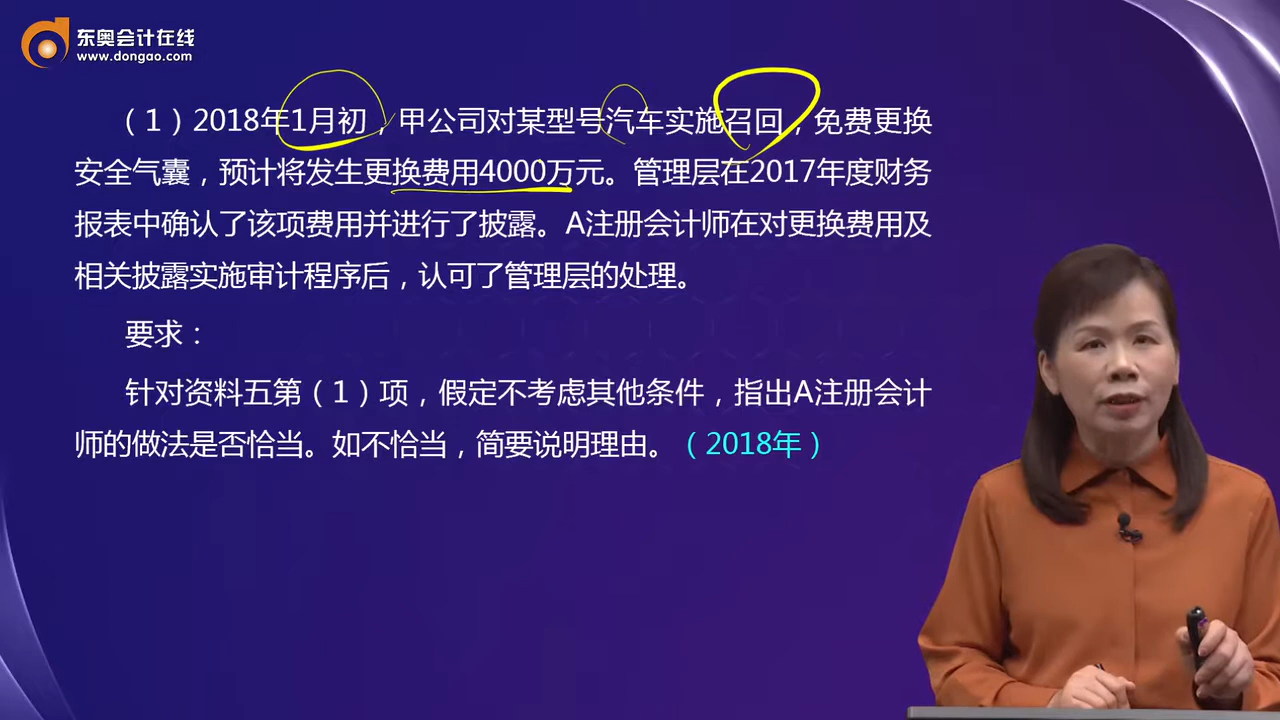 东奥会计在线
www.dongao.com
（1）2018年1月初，甲公司对某型号汽车实施召回，免费更换
安全气囊，预计将发生更换费用4000万元。管理层在2017年度财务
报表中确认了该项费用并进行了披露。A注册会计师在对更换费用及
相关披露实施审计程序后，认可了管理层的处理。
要求：
针对资料五第（1）项，假定不考虑其他条件，指出A注册会计
师的做法是否恰当。如不恰当，简要说明理由。（2018年）